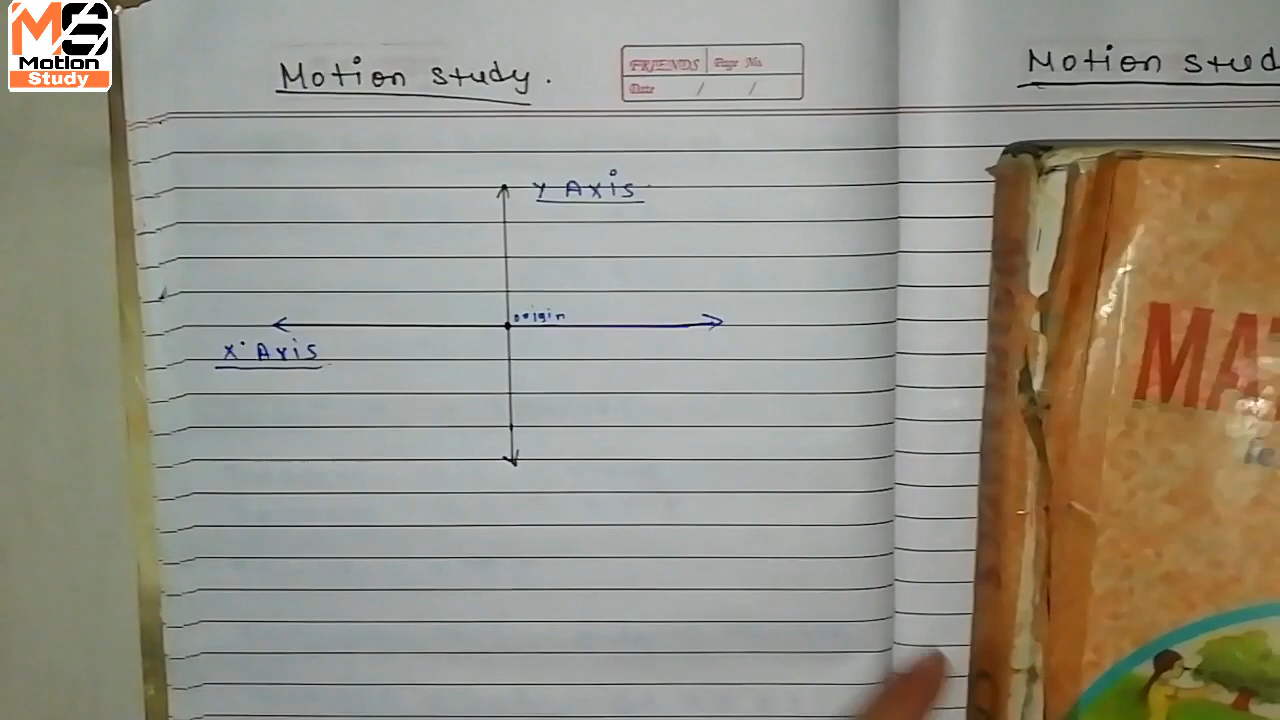 MS
Motion
Study
Motion study.
FRIENDS Page No.
Date / /
Motion stud
Y Axis
origin
X Axis
MA